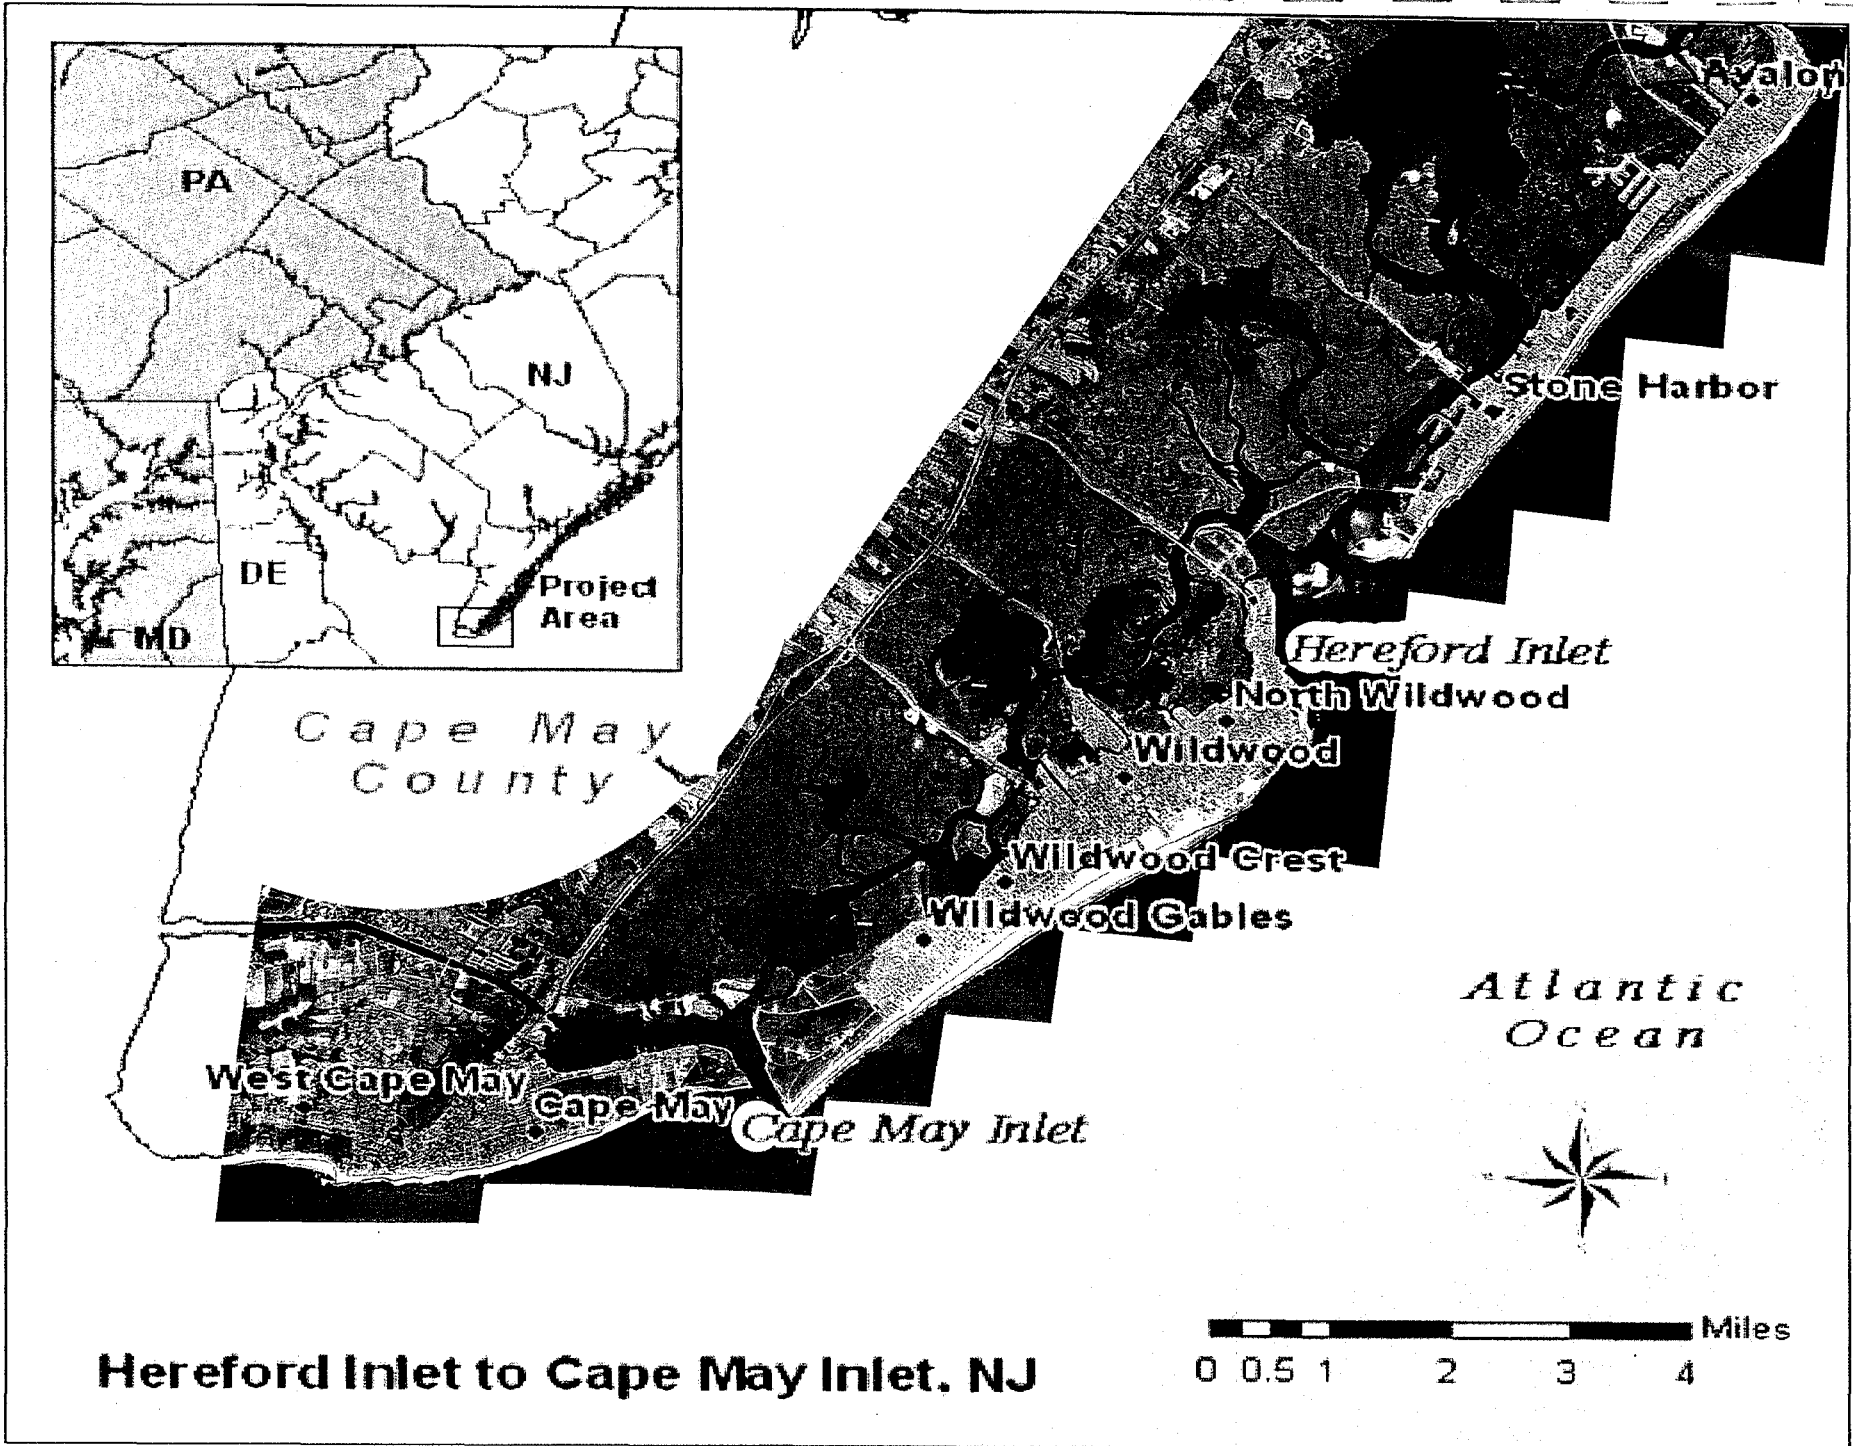 Avalon
PA
NJ
Stone Harbor
DE
Project
Area
MD
Hereford Inlet
North Wildwood
Cape May
County
Wildwood
Wildwood Crest
Wildwood Gables
Atlantic
Ocean
West Cape May
Cape May
Cape May Inlet
Miles
0 0.5 1 2 3 4
Hereford Inlet to Cape May Inlet. NJ